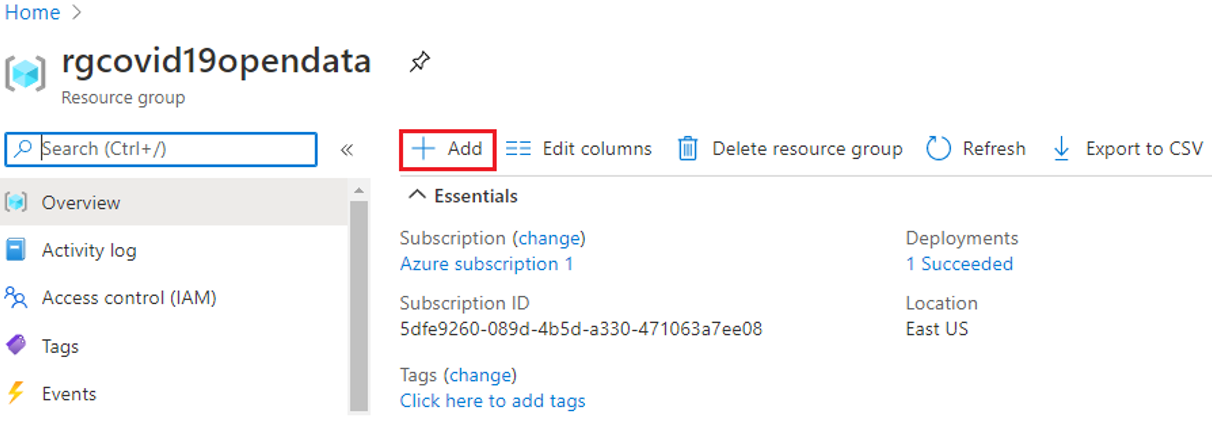 Home >
rgcovid19opendata
Resource group
Search (Ctrl+/)
Overview
Activity log
Access control (IAM)
Tags
Events
Add Edit columns Delete resource group Refresh Export to CSV
Essentials
Subscription (change)
Azure subscription 1
Subscription ID
5dfe9260-089d-4b5d-a330-471063a7ee08
Tags (change)
Click here to add tags
Deployments
1 Succeeded
Location
East US